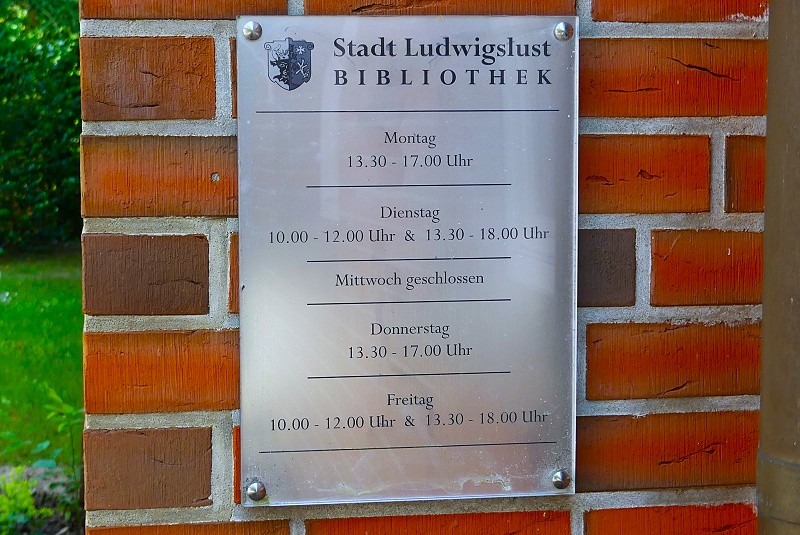 Stadt Ludwigslust
BIBLIOTHEK
Montag
13.30 - 17.00 Uhr
Dienstag
10.00 - 12.00 Uhr & 13.30 - 18.00 Uhr
Mittwoch geschlossen
Donnerstag
13.30 - 17.00 Uhr
Freitag
10.00 - 12.00 Uhr & 13.30 - 18.00 Uhr